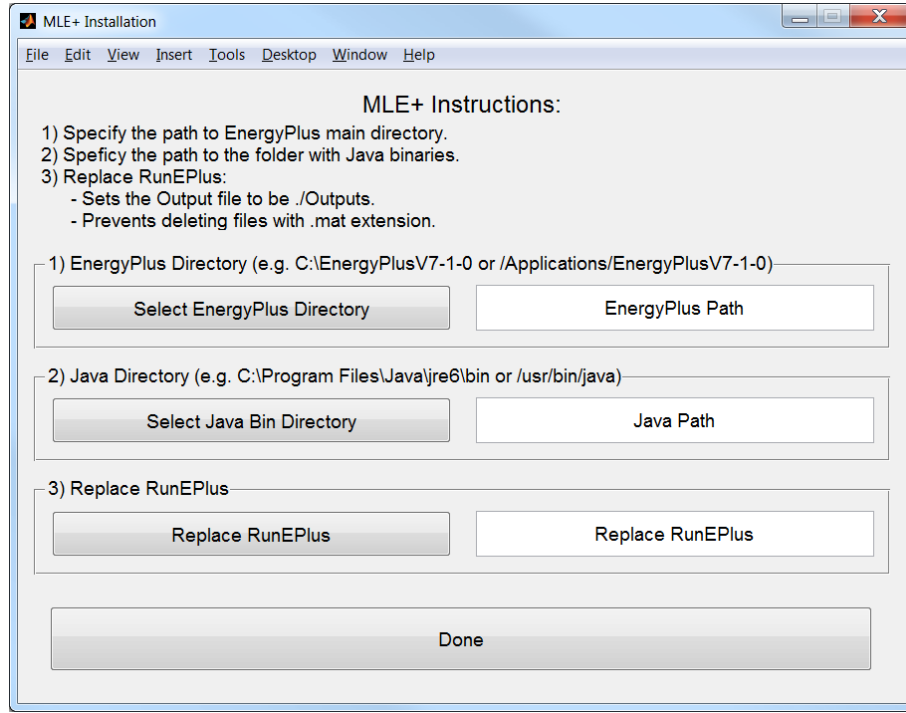 MLE+ Installation
File Edit View Insert Tools Desktop Window Help
MLE+ Instructions:
1) Specify the path to EnergyPlus main directory.
2) Speficy the path to the folder with Java binaries.
3) Replace RunEPlus:
- Sets the Output file to be ./Outputs.
- Prevents deleting files with .mat extension.
1) EnergyPlus Directory (e.g. C:\EnergyPlusV7-1-0 or /Applications/EnergyPlusV7-1-0)
Select EnergyPlus Directory EnergyPlus Path
2) Java Directory (e.g. C:\Program Files\Java\jre6\bin or /usr/bin/java)
Select Java Bin Directory Java Path
3) Replace RunEPlus
Replace RunEPlus Replace RunEPlus
Done